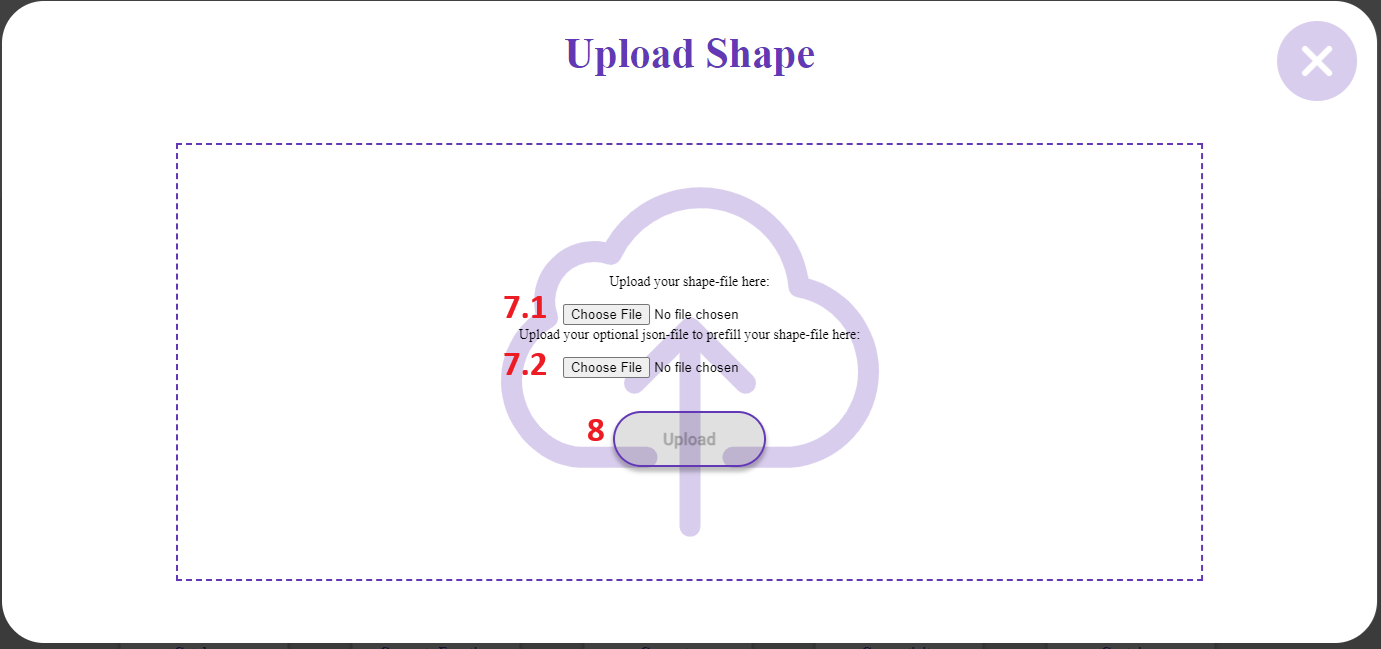 Upload Shape
Upload your shape-file here:
7.1 Choose File No file chosen
Upload your optional json-file to prefill your shape-file here:
7.2 Choose File No file chosen
8 Upload